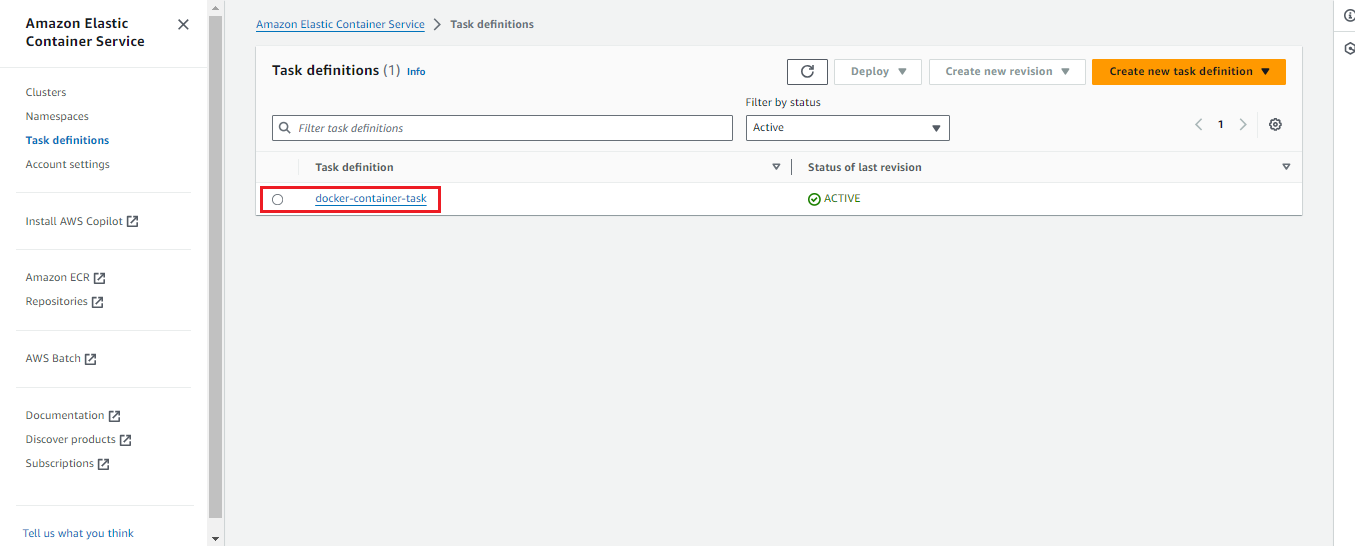 Amazon Elastic
Container Service
Clusters
Namespaces
Task definitions
Account settings
Install AWS Copilot
Amazon ECR
Repositories
AWS Batch
Documentation
Discover products
Subscriptions
Tell us what you think
Amazon Elastic Container Service > Task definitions
Task definitions (1) Info
Deploy
Create new revision
Create new task definition
Filter by status
Filter task definitions
Active
1
Task definition
Status of last revision
docker-container-task
ACTIVE